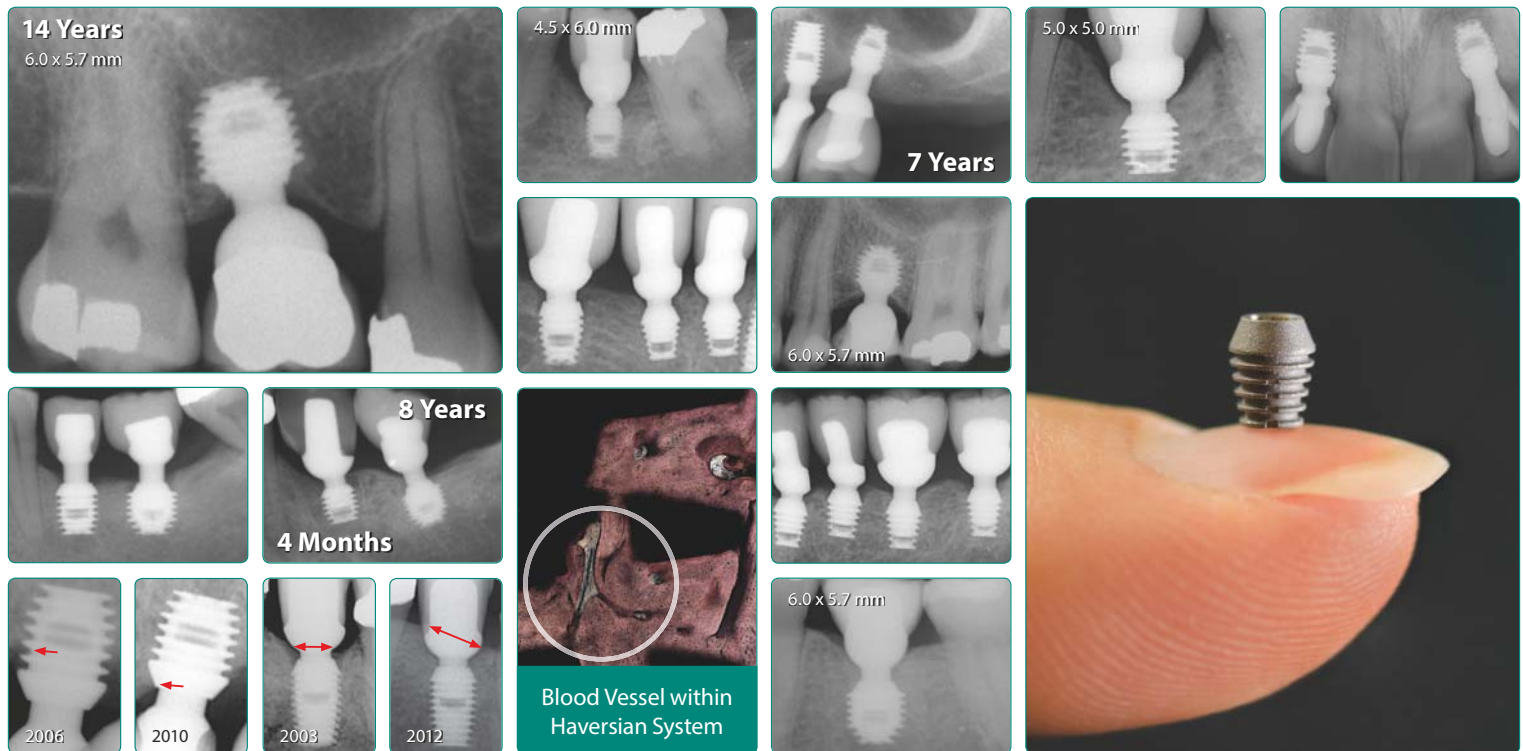 14 Years
6.0 x 5.7 mm
4.5 x 6.0 mm
7 Years
5.0 x 5.0 mm
6.0 x 5.7 mm
8 Years
4 Months
2006
2010
2003
2012
Blood Vessel within
Haversian System
6.0 x 5.7 mm